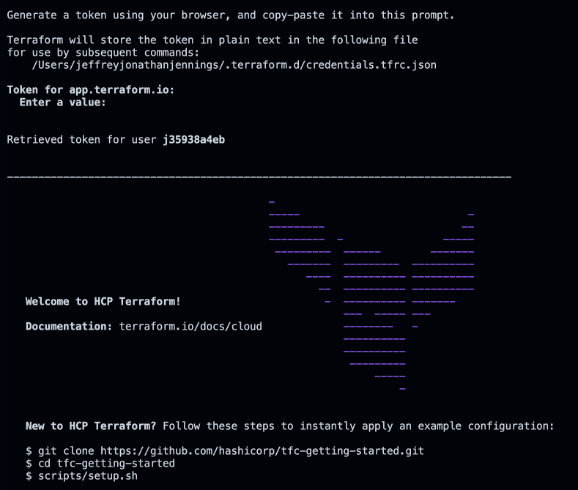 Generate a token using your browser, and copy-paste it into this prompt.
Terraform will store the token in plain text in the following file
for use by subsequent commands:
/Users/jeffreyjonathanjennings/.terraform.d/credentials.tfrc.json
Token for app.terraform.io:
Enter a value:
Retrieved token for user j35938a4eb
Welcome to HCP Terraform!
Documentation: terraform.io/docs/cloud
New to HCP Terraform? Follow these steps to instantly apply an example configuration:
$ git clone https://github.com/hashicorp/tfc-getting-started.git
$ cd tfc-getting-started
$ scripts/setup.sh